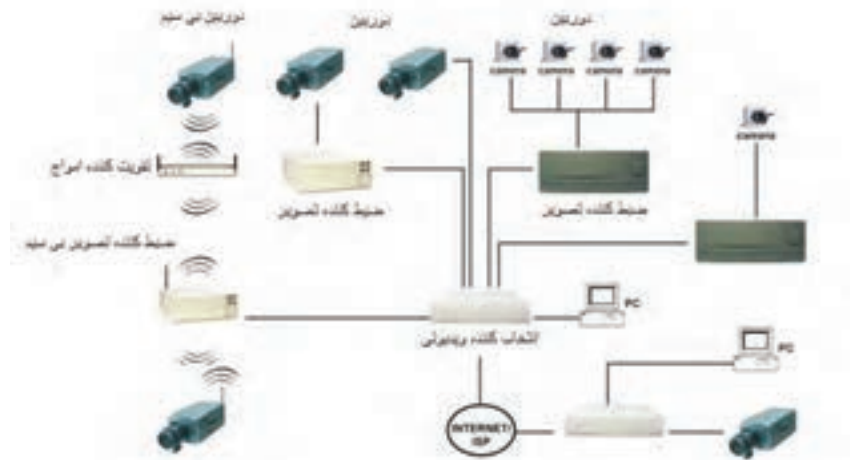 دوربین بی سیم
دوربین
دوربین
camera
camera
camera
camera
camera
تقویت کننده امواج
ضبط کننده تصویر
ضبط کننده تصویر
ضبط کننده تصویر بی سیم
PC
انتخاب کننده ویدیوئی
PC
INTERNET/
ISP